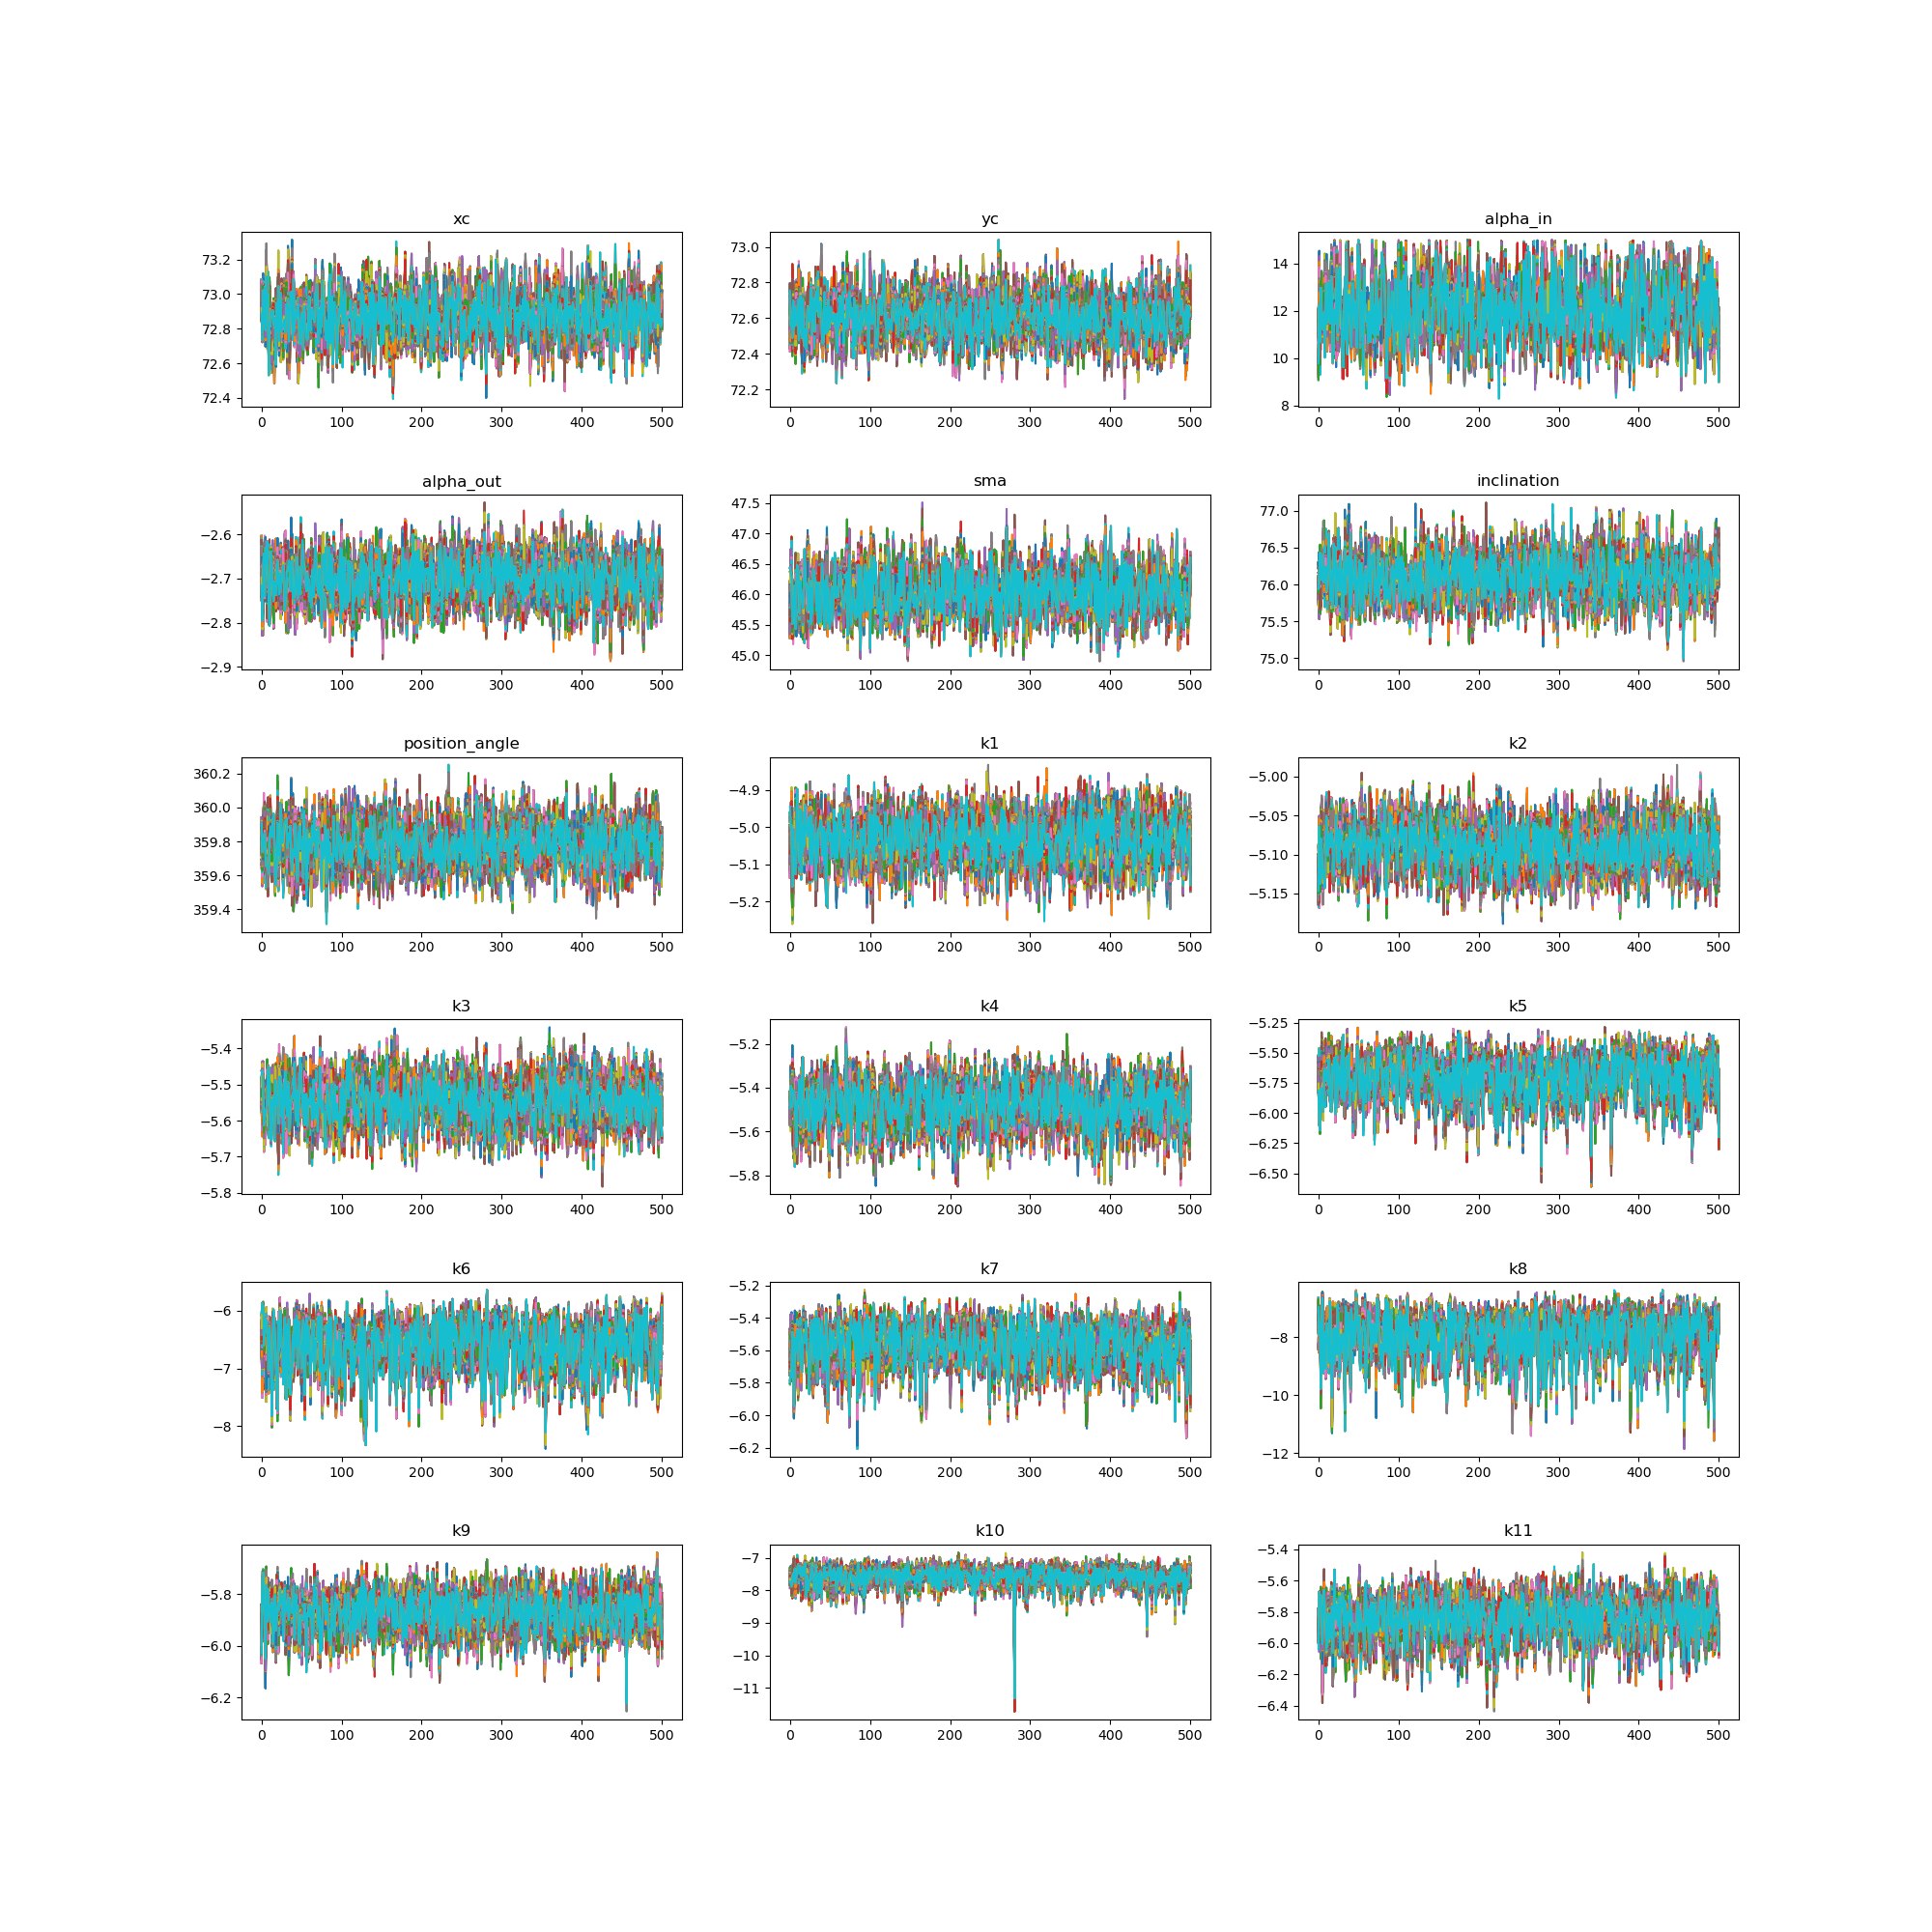 xc
73.2
73.0
72.8
72.6
72.4
0 100 200 300 400 500
yc
73.0
72.8
72.6
72.4
72.2
0 100 200 300 400 500
alpha_in
14
12
10
8
0 100 200 300 400 500
alpha_out
−2.6
−2.7
−2.8
−2.9
0 100 200 300 400 500
sma
47.5
47.0
46.5
46.0
45.5
45.0
0 100 200 300 400 500
inclination
77.0
76.5
76.0
75.5
75.0
0 100 200 300 400 500
position_angle
360.2
360.0
359.8
359.6
359.4
0 100 200 300 400 500
k1
−4.9
−5.0
−5.1
−5.2
0 100 200 300 400 500
k2
−5.00
−5.05
−5.10
−5.15
0 100 200 300 400 500
k3
−5.4
−5.5
−5.6
−5.7
−5.8
0 100 200 300 400 500
k4
−5.2
−5.4
−5.6
−5.8
0 100 200 300 400 500
k5
−5.25
−5.50
−5.75
−6.00
−6.25
−6.50
0 100 200 300 400 500
k6
−6
−7
−8
0 100 200 300 400 500
k7
−5.2
−5.4
−5.6
−5.8
−6.0
−6.2
0 100 200 300 400 500
k8
−8
−10
−12
0 100 200 300 400 500
k9
−5.8
−6.0
−6.2
0 100 200 300 400 500
k10
−7
−8
−9
−10
−11
0 100 200 300 400 500
k11
−5.4
−5.6
−5.8
−6.0
−6.2
−6.4
0 100 200 300 400 500